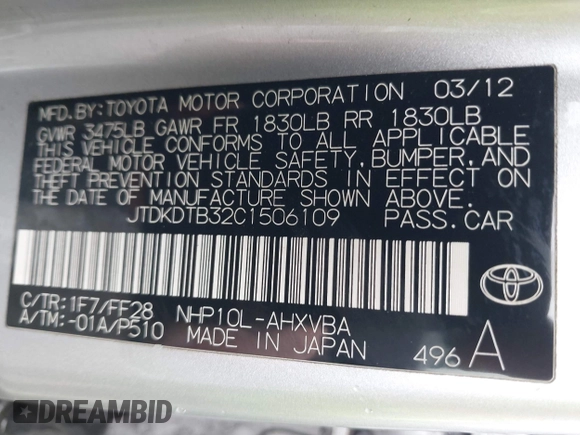 MFD. BY: TOYOTA MOTOR CORPORATION 03/12
GVWR 3475LB GAWR FR 1830LB RR 1830LB
THIS VEHICLE CONFORMS TO ALL APPLICABLE
FEDERAL MOTOR VEHICLE SAFETY, BUMPER, AND
THEFT PREVENTION STANDARDS IN EFFECT ON
THE DATE OF MANUFACTURE SHOWN ABOVE.
JTDKDTB32C1506109 PASS. CAR
C/TR: 1F7/FF28 NHP10L-AHXVBA
A/TM: -01A/P510 MADE IN JAPAN 496 A
TOYOTA
DREAMBID